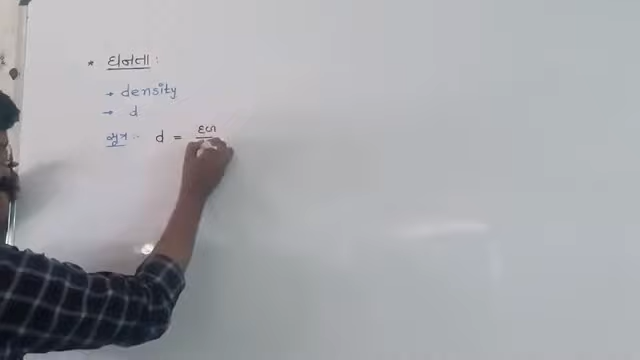 * ઘનતા :
→ density
→ d
સૂત્ર :- d = દળ